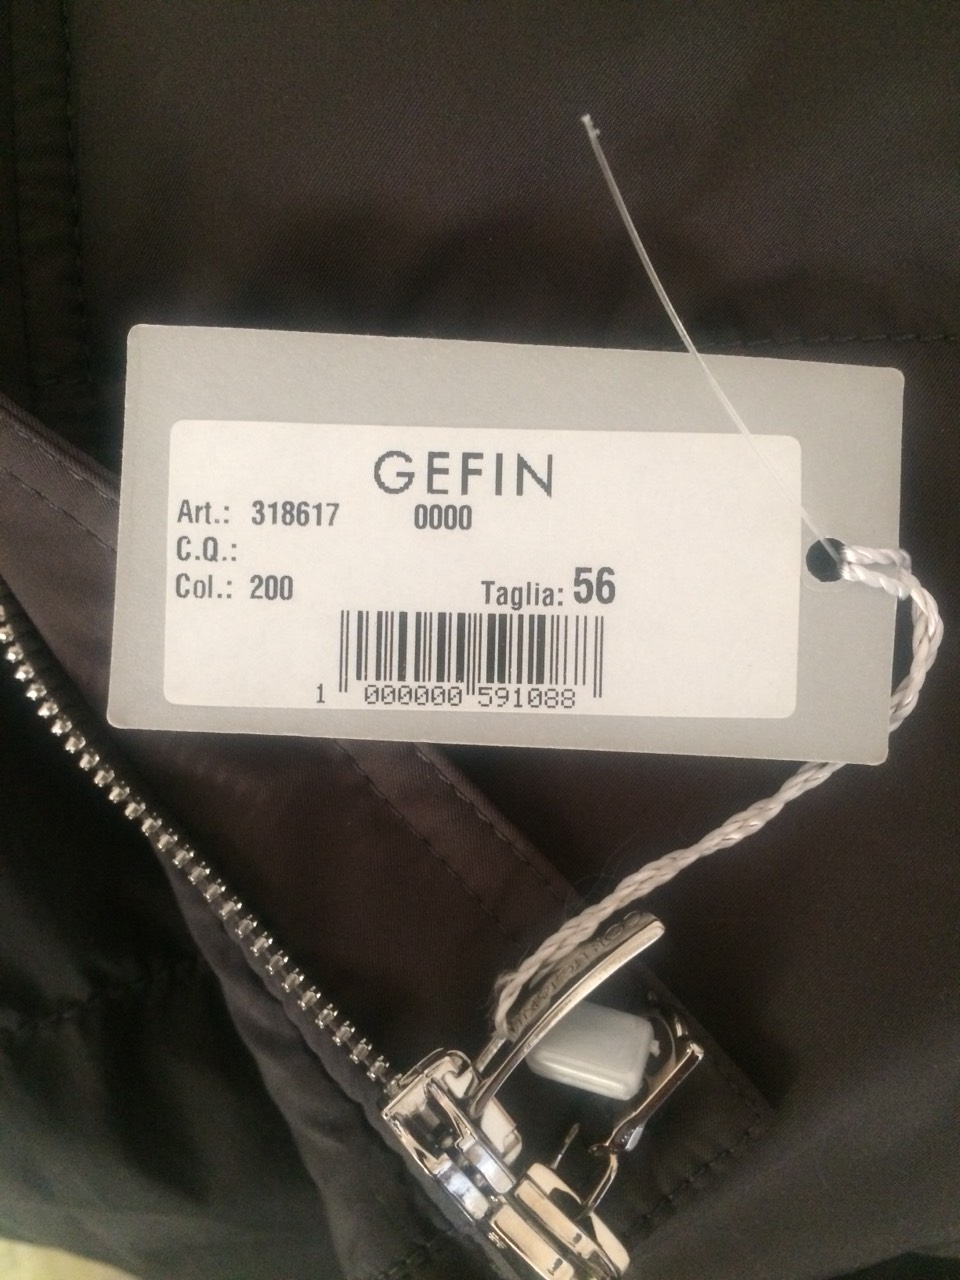 GEFIN
Art.: 318617 0000
C.Q.:
Col.: 200 Taglia: 56
1 000000 591088